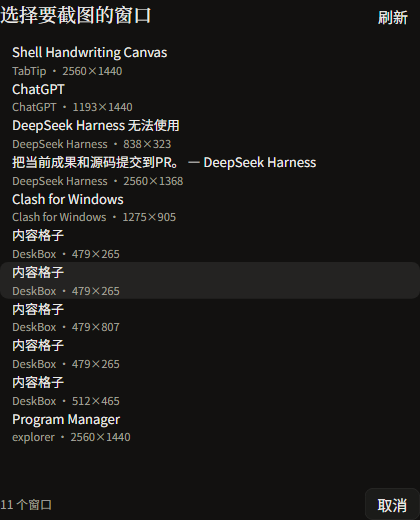 选择要截图的窗口
刷新
Shell Handwriting Canvas
TabTip · 2560×1440
ChatGPT
ChatGPT · 1193×1440
DeepSeek Harness 无法使用
DeepSeek Harness · 838×323
把当前成果和源码提交到PR。 — DeepSeek Harness
DeepSeek Harness · 2560×1368
Clash for Windows
Clash for Windows · 1275×905
内容格子
DeskBox · 479×265
内容格子
DeskBox · 479×265
内容格子
DeskBox · 479×807
内容格子
DeskBox · 479×265
内容格子
DeskBox · 512×465
Program Manager
explorer · 2560×1440
11 个窗口
取消